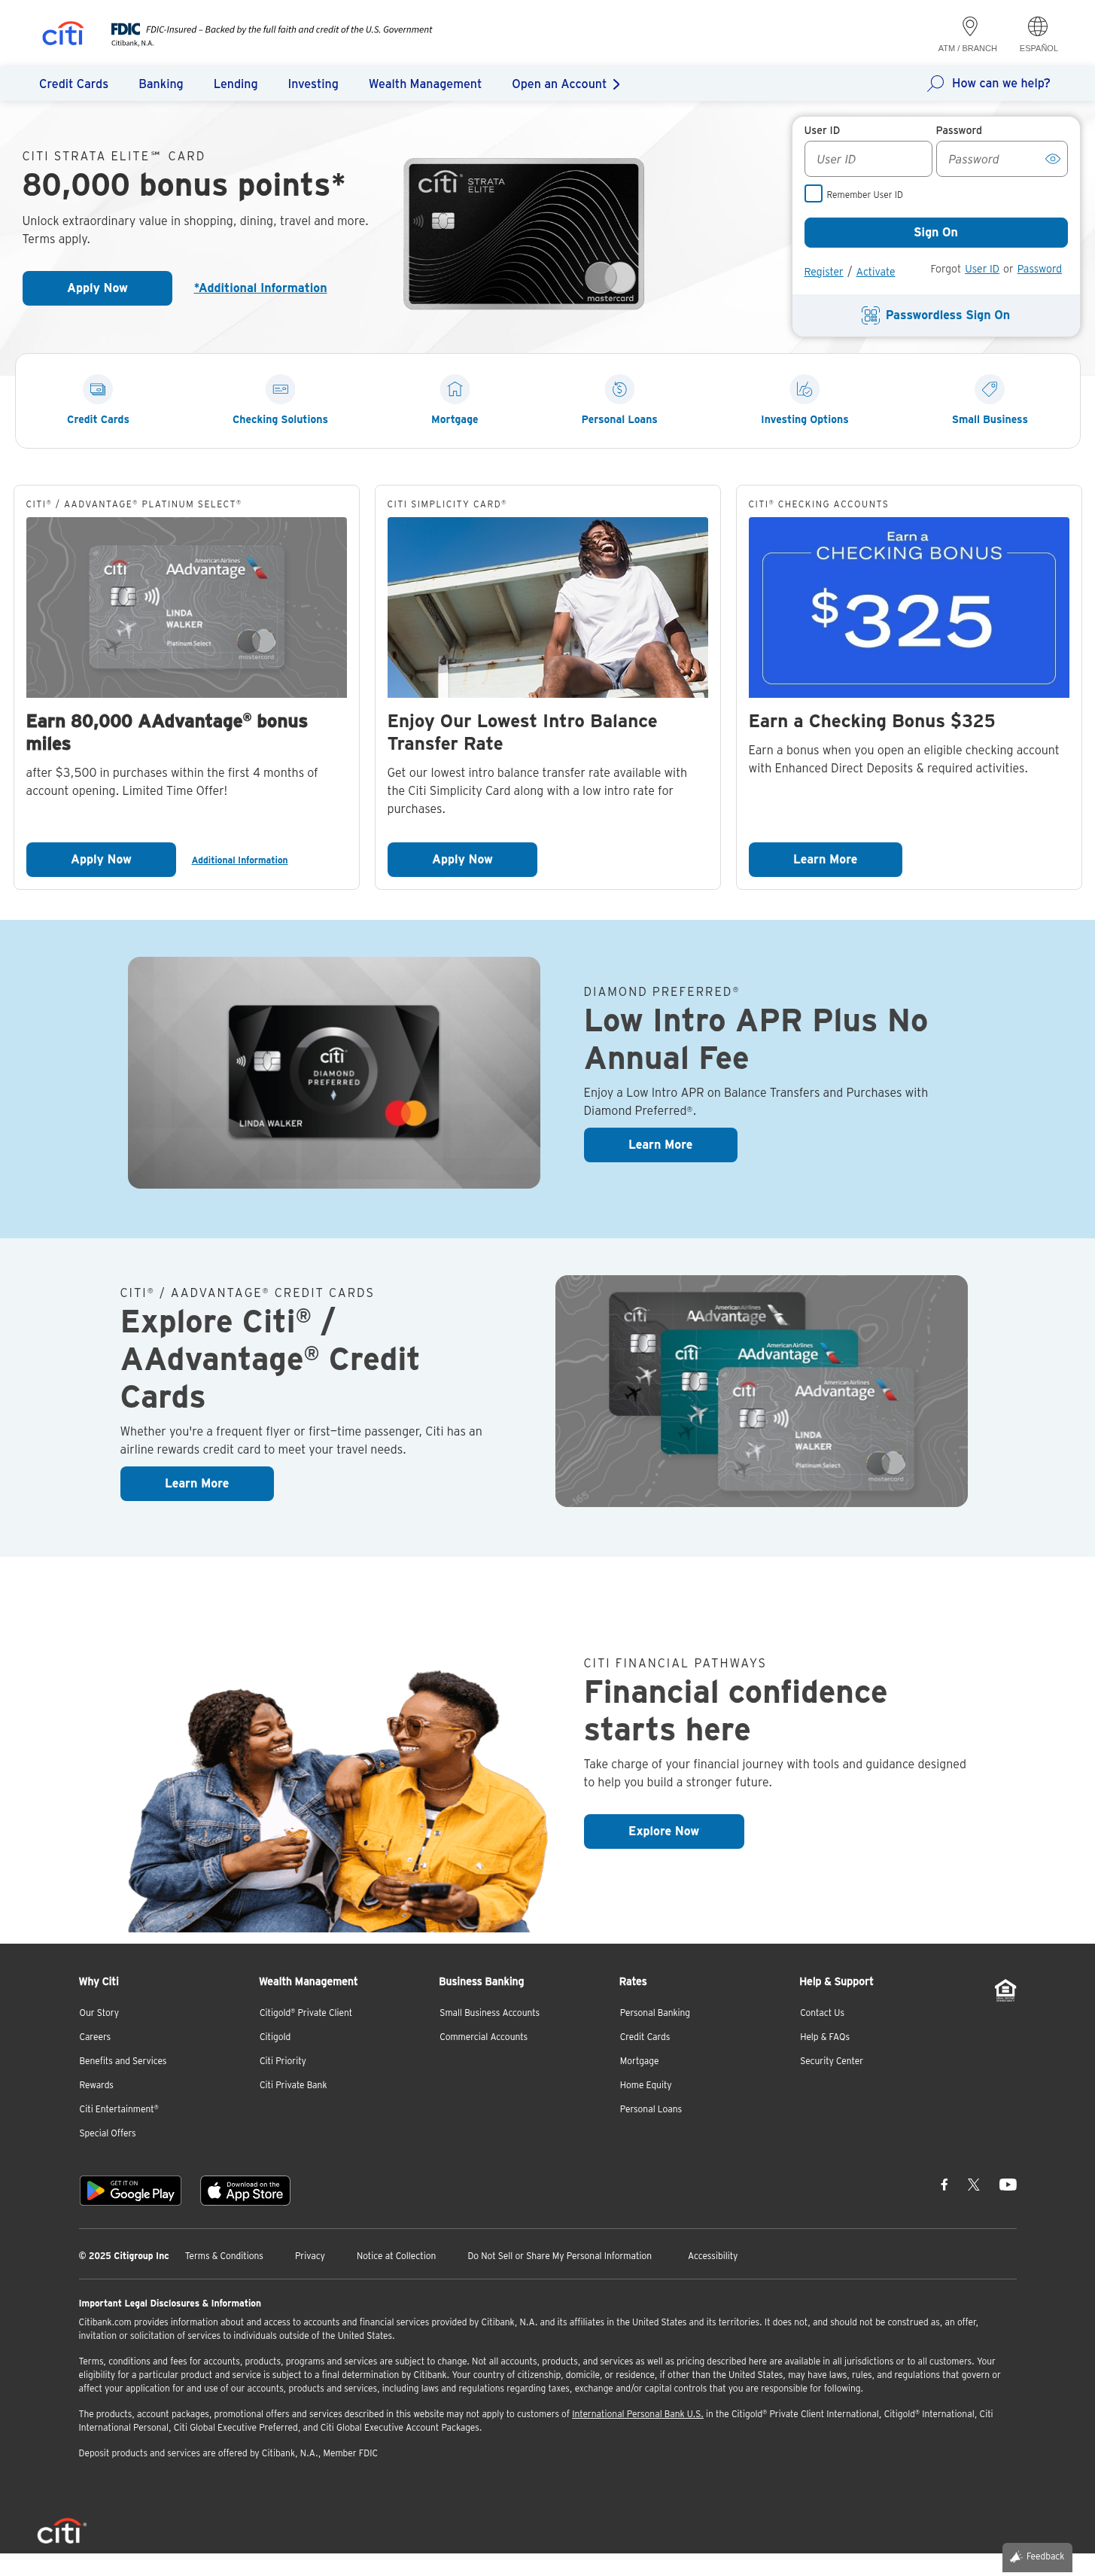 citi
FDIC FDIC-Insured – Backed by the full faith and credit of the U.S. Government
Citibank, N.A.
ATM / BRANCH
ESPAÑOL
Credit Cards
Banking
Lending
Investing
Wealth Management
Open an Account
How can we help?
CITI STRATA ELITE℠ CARD
80,000 bonus points*
Unlock extraordinary value in shopping, dining, travel and more.
Terms apply.
Apply Now
*Additional Information
citi STRATA ELITE
mastercard
User ID
Password
User ID
Password
Remember User ID
Sign On
Register / Activate
Forgot User ID or Password
Passwordless Sign On
Credit Cards
Checking Solutions
Mortgage
Personal Loans
Investing Options
Small Business
CITI® / AADVANTAGE® PLATINUM SELECT®
citi
American Airlines
AAdvantage
LINDA
WALKER
Platinum Select
mastercard
Earn 80,000 AAdvantage® bonus
miles
after $3,500 in purchases within the first 4 months of
account opening. Limited Time Offer!
Apply Now
Additional Information
CITI SIMPLICITY CARD®
Enjoy Our Lowest Intro Balance
Transfer Rate
Get our lowest intro balance transfer rate available with
the Citi Simplicity Card along with a low intro rate for
purchases.
Apply Now
CITI® CHECKING ACCOUNTS
Earn a
CHECKING BONUS
$325
Earn a Checking Bonus $325
Earn a bonus when you open an eligible checking account
with Enhanced Direct Deposits & required activities.
Learn More
citi
DIAMOND
PREFERRED
LINDA WALKER
DIAMOND PREFERRED®
Low Intro APR Plus No
Annual Fee
Enjoy a Low Intro APR on Balance Transfers and Purchases with
Diamond Preferred®.
Learn More
CITI® / AADVANTAGE® CREDIT CARDS
Explore Citi® /
AAdvantage® Credit
Cards
Whether you're a frequent flyer or first–time passenger, Citi has an
airline rewards credit card to meet your travel needs.
Learn More
citi
American Airlines
AAdvantage
citi
American Airlines
AAdvantage
citi
American Airlines
AAdvantage
LINDA
WALKER
Platinum Select
mastercard
165
CITI FINANCIAL PATHWAYS
Financial confidence
starts here
Take charge of your financial journey with tools and guidance designed
to help you build a stronger future.
Explore Now
Why Citi
Our Story
Careers
Benefits and Services
Rewards
Citi Entertainment®
Special Offers
Wealth Management
Citigold® Private Client
Citigold
Citi Priority
Citi Private Bank
Business Banking
Small Business Accounts
Commercial Accounts
Rates
Personal Banking
Credit Cards
Mortgage
Home Equity
Personal Loans
Help & Support
Contact Us
Help & FAQs
Security Center
GET IT ON
Google Play
Download on the
App Store
© 2025 Citigroup Inc
Terms & Conditions
Privacy
Notice at Collection
Do Not Sell or Share My Personal Information
Accessibility
Important Legal Disclosures & Information
Citibank.com provides information about and access to accounts and financial services provided by Citibank, N.A. and its affiliates in the United States and its territories. It does not, and should not be construed as, an offer,
invitation or solicitation of services to individuals outside of the United States.
Terms, conditions and fees for accounts, products, programs and services are subject to change. Not all accounts, products, and services as well as pricing described here are available in all jurisdictions or to all customers. Your
eligibility for a particular product and service is subject to a final determination by Citibank. Your country of citizenship, domicile, or residence, if other than the United States, may have laws, rules, and regulations that govern or
affect your application for and use of our accounts, products and services, including laws and regulations regarding taxes, exchange and/or capital controls that you are responsible for following.
The products, account packages, promotional offers and services described in this website may not apply to customers of International Personal Bank U.S. in the Citigold® Private Client International, Citigold® International, Citi
International Personal, Citi Global Executive Preferred, and Citi Global Executive Account Packages.
Deposit products and services are offered by Citibank, N.A., Member FDIC
citi®
Feedback